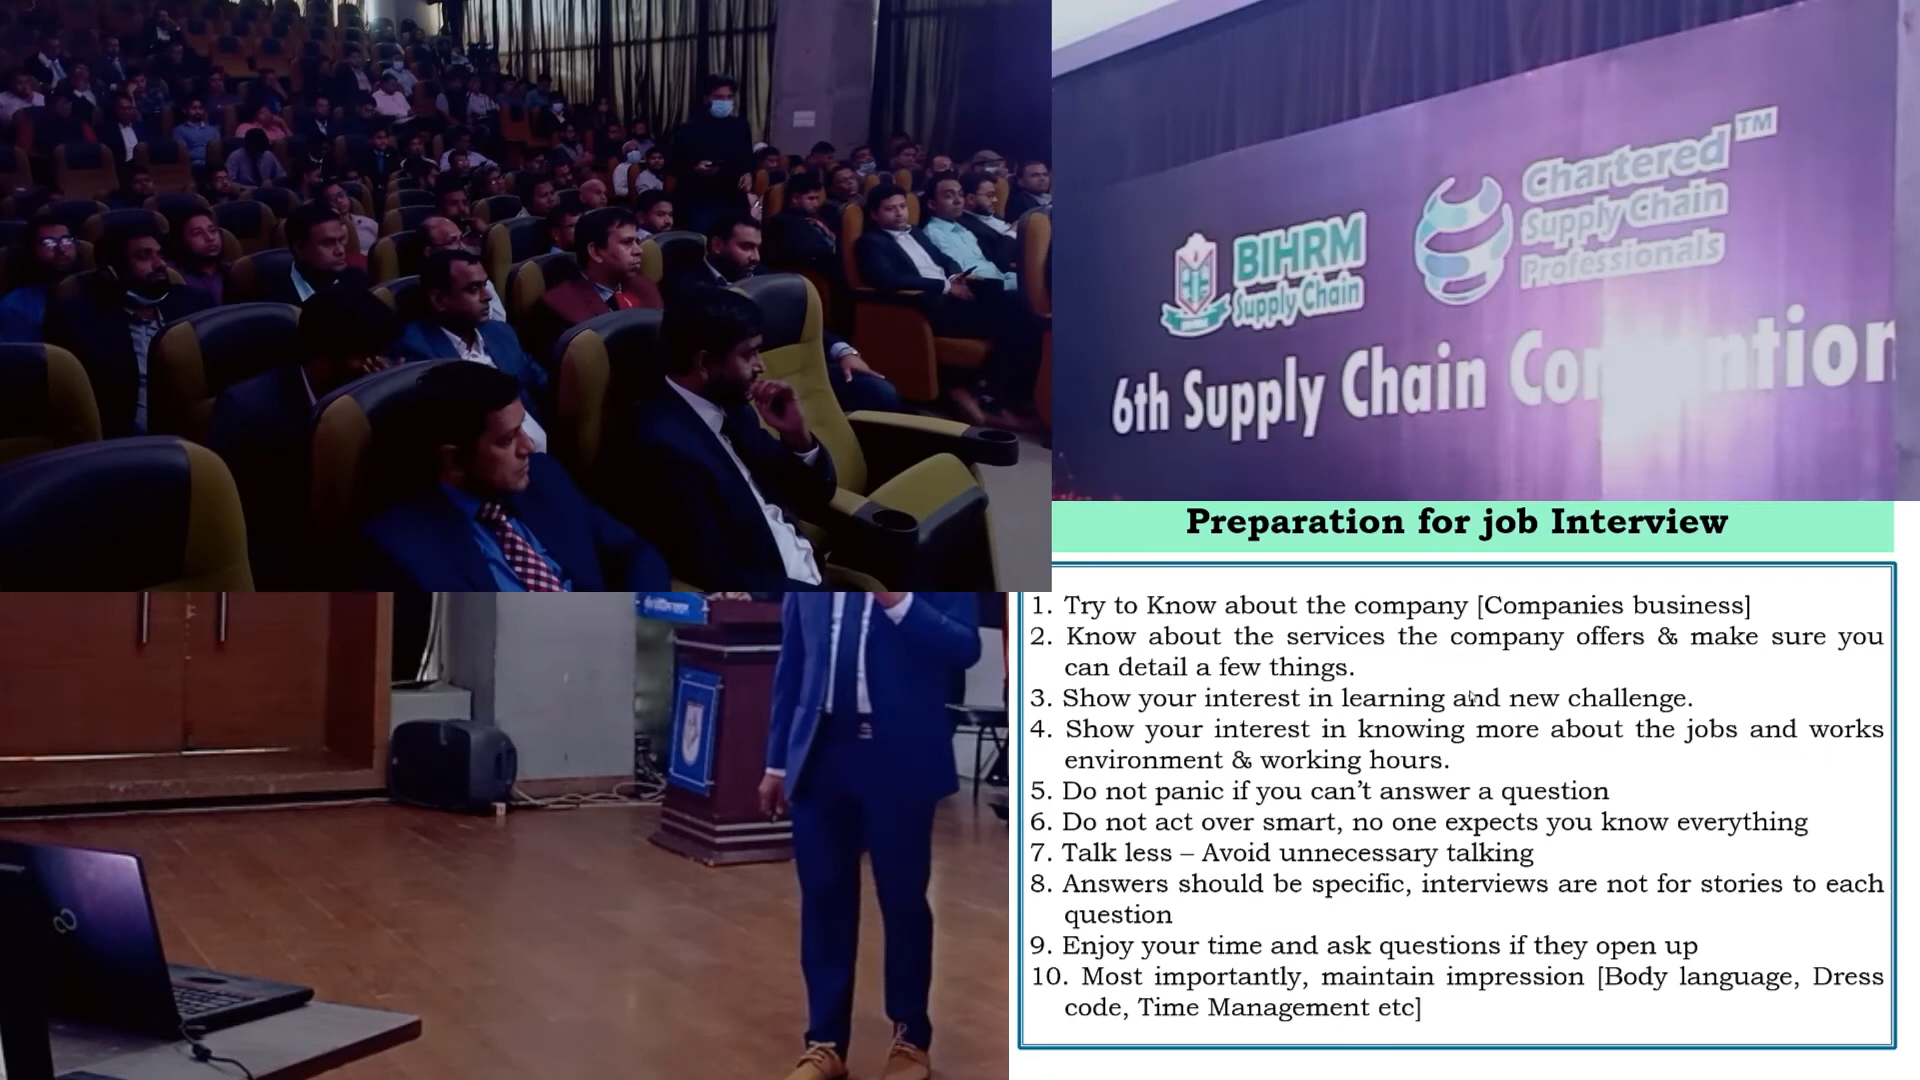 BIHRM
Supply Chain
Chartered TM
Supply Chain
Professionals
6th Supply Chain Convention
Preparation for job Interview
1. Try to Know about the company [Companies business]
2. Know about the services the company offers & make sure you
can detail a few things.
3. Show your interest in learning and new challenge.
4. Show your interest in knowing more about the jobs and works
environment & working hours.
5. Do not panic if you can’t answer a question
6. Do not act over smart, no one expects you know everything
7. Talk less – Avoid unnecessary talking
8. Answers should be specific, interviews are not for stories to each
question
9. Enjoy your time and ask questions if they open up
10. Most importantly, maintain impression [Body language, Dress
code, Time Management etc]